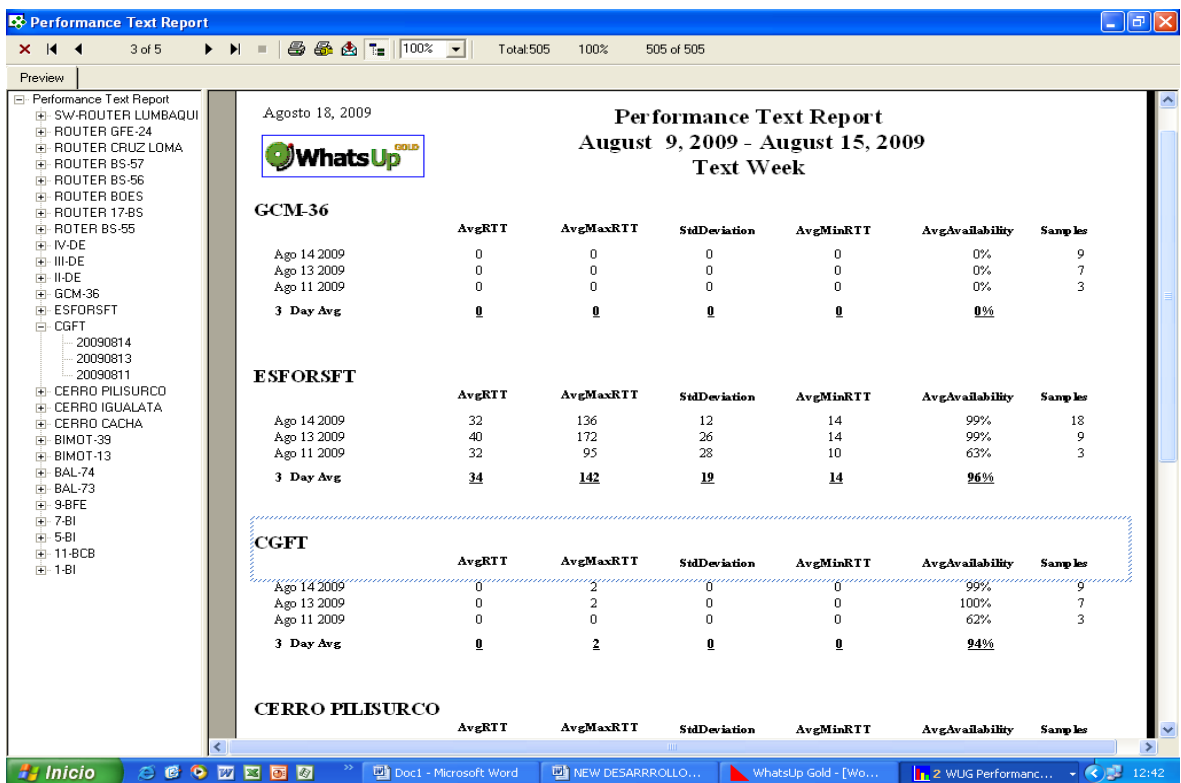 Performance Text Report
3 of 5 100% Total:505 100% 505 of 505
Preview
Performance Text Report
SW-ROUTER LUMBAQUI
ROUTER GFE-24
ROUTER CRUZ LOMA
ROUTER BS-57
ROUTER BS-56
ROUTER BOES
ROUTER 17-BS
ROTER BS-55
IV-DE
III-DE
II-DE
GCM-36
ESFORSFT
CGFT
20090814
20090813
20090811
CERRO PILISURCO
CERRO IGUALATA
CERRO CACHA
BIMOT-39
BIMOT-13
BAL-74
BAL-73
9-BFE
7-BI
5-BI
11-BCB
1-BI
Agosto 18, 2009
WhatsUp GOLD
Performance Text Report
August 9, 2009 - August 15, 2009
Text Week
GCM-36
AvgRTT AvgMaxRTT StdDeviation AvgMinRTT AvgAvailability Samples
Ago 14 2009 0 0 0 0 0% 9
Ago 13 2009 0 0 0 0 0% 7
Ago 11 2009 0 0 0 0 0% 3
3 Day Avg 0 0 0 0 0%
ESFORSFT
AvgRTT AvgMaxRTT StdDeviation AvgMinRTT AvgAvailability Samples
Ago 14 2009 32 136 12 14 99% 18
Ago 13 2009 40 172 26 14 99% 9
Ago 11 2009 32 95 28 10 63% 3
3 Day Avg 34 142 19 14 96%
CGFT
AvgRTT AvgMaxRTT StdDeviation AvgMinRTT AvgAvailability Samples
Ago 14 2009 0 2 0 0 99% 9
Ago 13 2009 0 2 0 0 100% 7
Ago 11 2009 0 0 0 0 62% 3
3 Day Avg 0 2 0 0 94%
CERRO PILISURCO
AvgRTT AvgMaxRTT StdDeviation AvgMinRTT AvgAvailability Samples
Inicio Doc1 - Microsoft Word NEW DESARRROLLO... WhatsUp Gold - [Wo... 2 WUG Performanc... 12:42